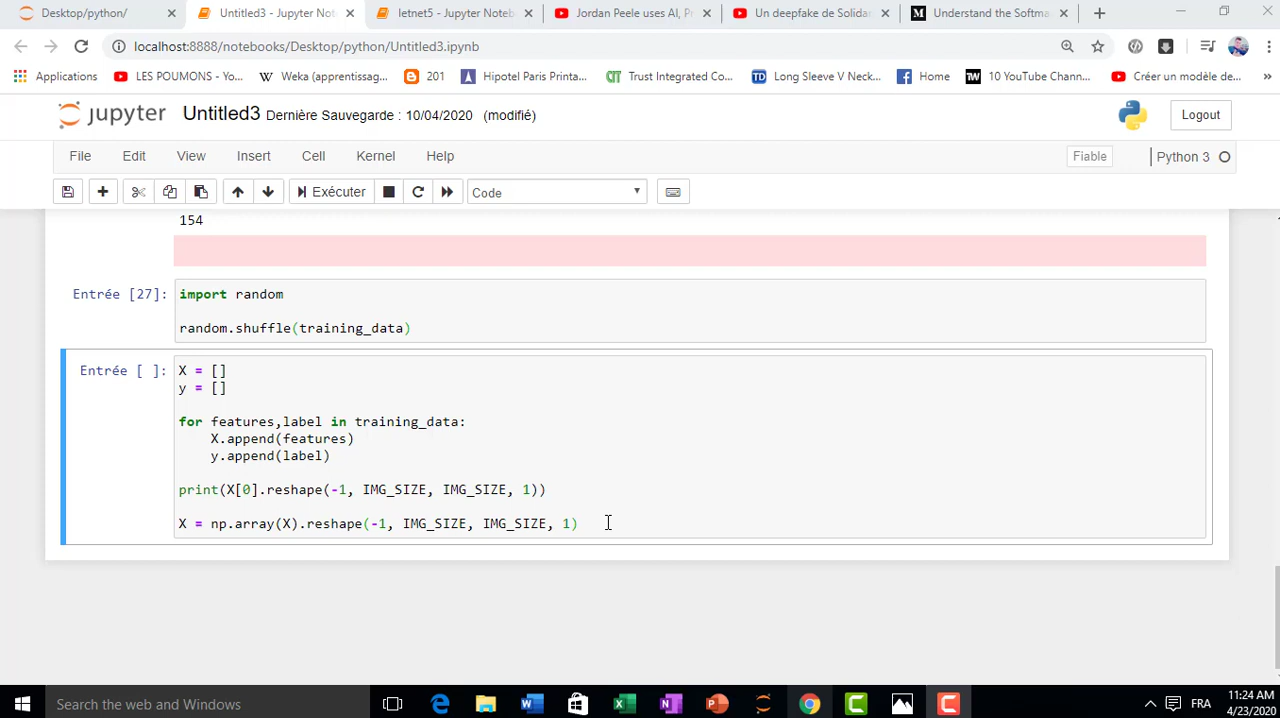 Desktop/python/
Untitled3 - Jupyter Not
letnet5 - Jupyter Noteb
Jordan Peele uses AI, Pr
Un deepfake de Solidar
Understand the Softma
localhost:8888/notebooks/Desktop/python/Untitled3.ipynb
Applications
LES POUMONS - Yo...
Weka (apprentissag...
201
Hipotel Paris Printa...
Trust Integrated Co...
Long Sleeve V Neck...
Home
10 YouTube Chann...
Créer un modèle de...
»
jupyter Untitled3 Dernière Sauvegarde : 10/04/2020 (modifié)
Logout
File Edit View Insert Cell Kernel Help
Fiable
Python 3
Exécuter
Code
154
Entrée [27]:
import random
random.shuffle(training_data)
Entrée [ ]:
X = []
y = []
for features,label in training_data:
X.append(features)
y.append(label)
print(X[0].reshape(-1, IMG_SIZE, IMG_SIZE, 1))
X = np.array(X).reshape(-1, IMG_SIZE, IMG_SIZE, 1)
Search the web and Windows
FRA
11:24 AM
4/23/2020